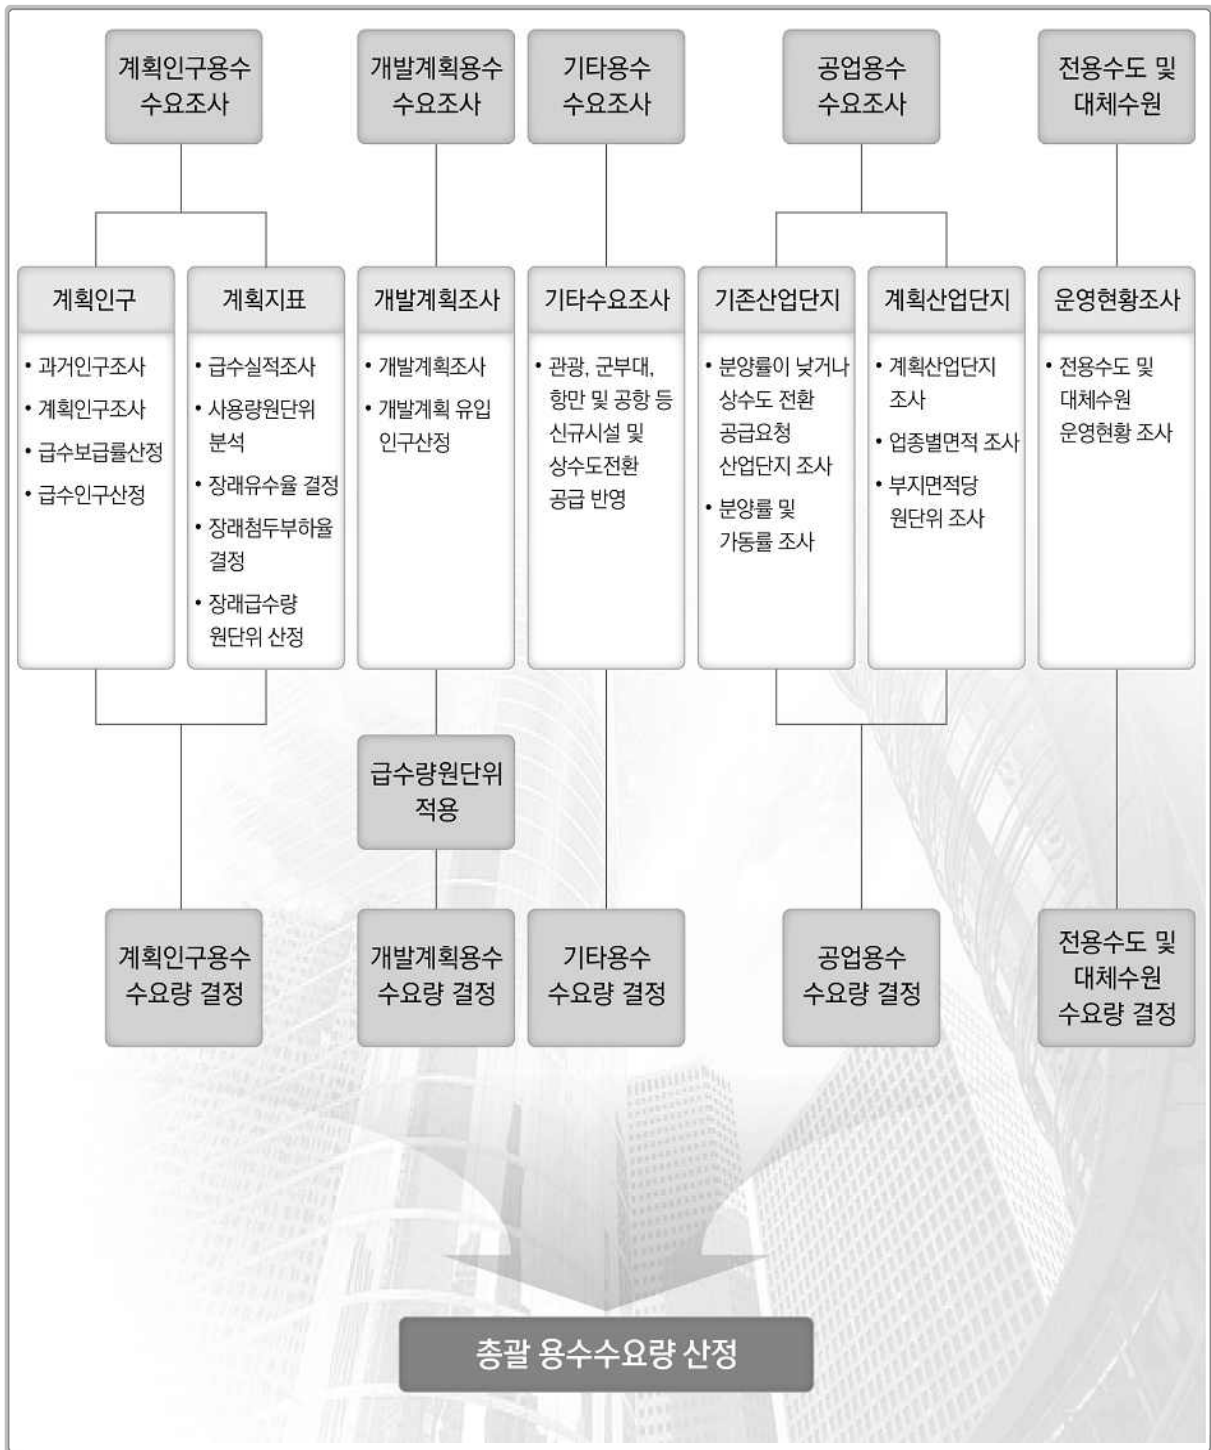 계획인구용수
수요조사
개발계획용수
수요조사
기타용수
수요조사
공업용수
수요조사
전용수도 및
대체수원
계획인구
• 과거인구조사
• 계획인구조사
• 급수보급률산정
• 급수인구산정
계획지표
• 급수실적조사
• 사용량원단위
분석
• 장래유수율 결정
• 장래첨두부하율
결정
• 장래급수량
원단위 산정
개발계획조사
• 개발계획조사
• 개발계획 유입
인구산정
기타수요조사
• 관광, 군부대,
항만 및 공항 등
신규시설 및
상수도전환
공급 반영
기존산업단지
• 분양률이 낮거나
상수도 전환
공급요청
산업단지 조사
• 분양률 및
가동률 조사
계획산업단지
• 계획산업단지
조사
• 업종별면적 조사
• 부지면적당
원단위 조사
운영현황조사
• 전용수도 및
대체수원
운영현황 조사
급수량원단위
적용
계획인구용수
수요량 결정
개발계획용수
수요량 결정
기타용수
수요량 결정
공업용수
수요량 결정
전용수도 및
대체수원
수요량 결정
총괄 용수수요량 산정